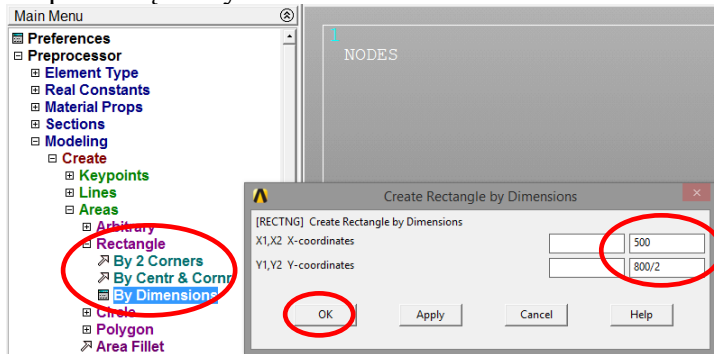 Main Menu
Preferences
Preprocessor
Element Type
Real Constants
Material Props
Sections
Modeling
Create
Keypoints
Lines
Areas
Arbitrary
Rectangle
By 2 Corners
By Centr & Cornr
By Dimensions
Circle
Polygon
Area Fillet
1
NODES
Create Rectangle by Dimensions
[RECTNG] Create Rectangle by Dimensions
X1,X2 X-coordinates 500
Y1,Y2 Y-coordinates 800/2
OK Apply Cancel Help